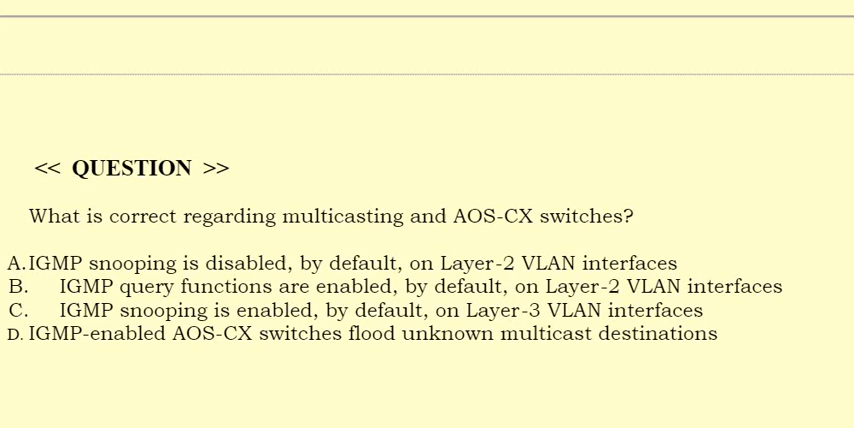 << QUESTION >>
What is correct regarding multicasting and AOS-CX switches?
A. IGMP snooping is disabled, by default, on Layer-2 VLAN interfaces
B. IGMP query functions are enabled, by default, on Layer-2 VLAN interfaces
C. IGMP snooping is enabled, by default, on Layer-3 VLAN interfaces
D. IGMP-enabled AOS-CX switches flood unknown multicast destinations